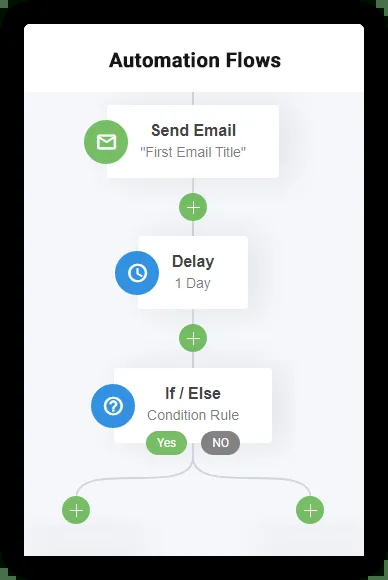 Automation Flows
Send Email
"First Email Title"
Delay
1 Day
If / Else
Condition Rule
Yes NO